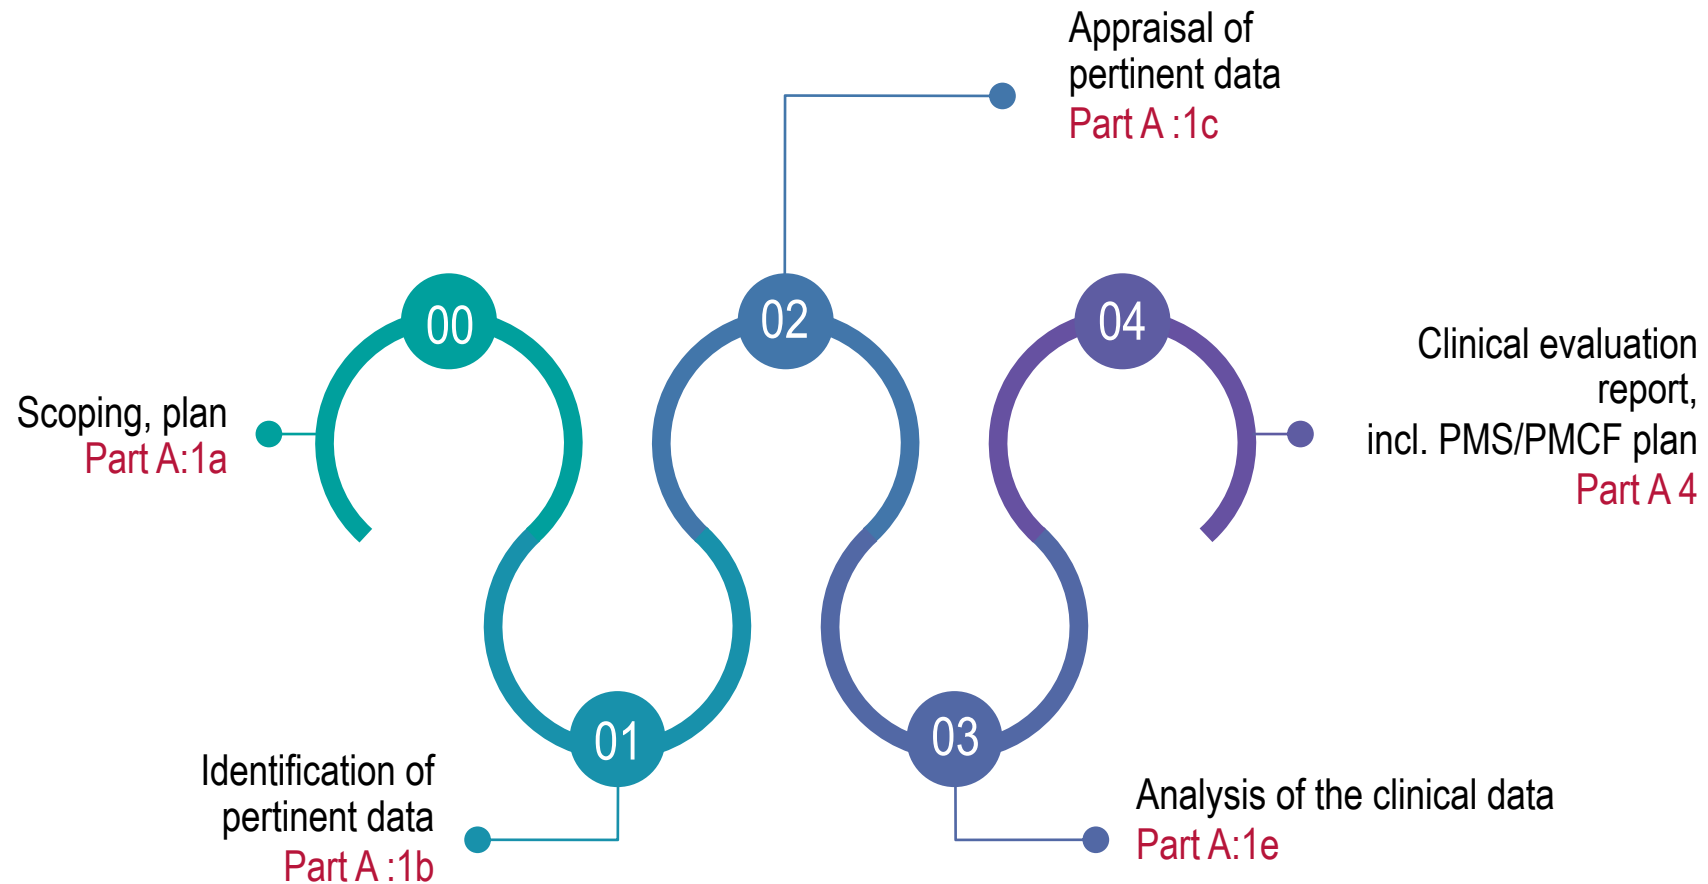 00
Scoping, plan
Part A:1a
01
Identification of
pertinent data
Part A :1b
02
Appraisal of
pertinent data
Part A :1c
03
Analysis of the clinical data
Part A:1e
04
Clinical evaluation
report,
incl. PMS/PMCF plan
Part A 4